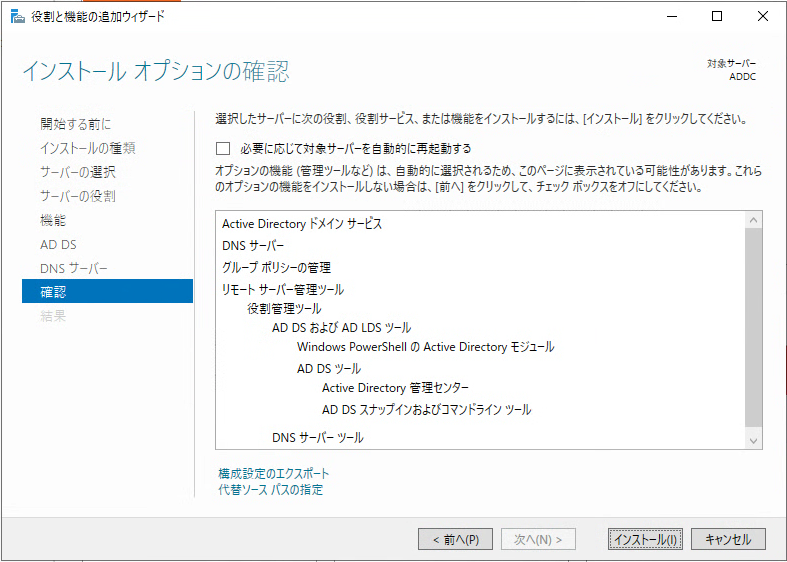 役割と機能の追加ウィザード
インストール オプションの確認
対象サーバー
ADDC
開始する前に
インストールの種類
サーバーの選択
サーバーの役割
機能
AD DS
DNS サーバー
確認
結果
選択したサーバーに次の役割、役割サービス、または機能をインストールするには、[インストール] をクリックしてください。
必要に応じて対象サーバーを自動的に再起動する
オプションの機能 (管理ツールなど) は、自動的に選択されるため、このページに表示されている可能性があります。これら
のオプションの機能をインストールしない場合は、[前へ] をクリックして、チェック ボックスをオフにしてください。
Active Directory ドメイン サービス
DNS サーバー
グループ ポリシーの管理
リモート サーバー管理ツール
役割管理ツール
AD DS および AD LDS ツール
Windows PowerShell の Active Directory モジュール
AD DS ツール
Active Directory 管理センター
AD DS スナップインおよびコマンドライン ツール
DNS サーバー ツール
構成設定のエクスポート
代替ソース パスの指定
< 前へ(P)
次へ(N) >
インストール(I)
キャンセル